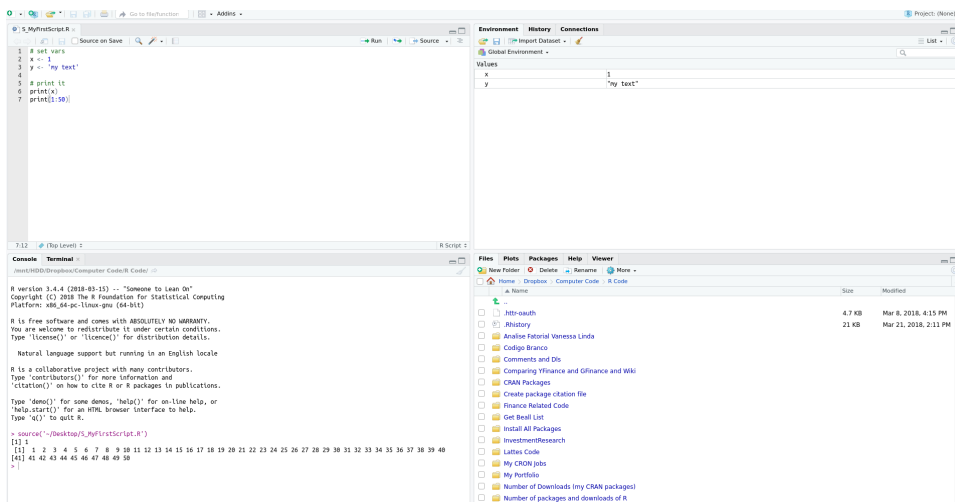 Go to file/function
Addins
Project: (None)
S_MyFirstScript.R
Source on Save
Run
Source
1 # set vars
2 x <- 1
3 y <- 'my text'
4
5 # print it
6 print(x)
7 print(1:50)
7:12
(Top Level)
R Script
Environment History Connections
Import Dataset
List
Global Environment
Values
x 1
y "my text"
Console Terminal
/mnt/HDD/Dropbox/Computer Code/R Code/
R version 3.4.4 (2018-03-15) -- "Someone to Lean On"
Copyright (C) 2018 The R Foundation for Statistical Computing
Platform: x86_64-pc-linux-gnu (64-bit)
R is free software and comes with ABSOLUTELY NO WARRANTY.
You are welcome to redistribute it under certain conditions.
Type 'license()' or 'licence()' for distribution details.
Natural language support but running in an English locale
R is a collaborative project with many contributors.
Type 'contributors()' for more information and
'citation()' on how to cite R or R packages in publications.
Type 'demo()' for some demos, 'help()' for on-line help, or
'help.start()' for an HTML browser interface to help.
Type 'q()' to quit R.
> source('~/Desktop/S_MyFirstScript.R')
[1] 1
[1] 1 2 3 4 5 6 7 8 9 10 11 12 13 14 15 16 17 18 19 20 21 22 23 24 25 26 27 28 29 30 31 32 33 34 35 36 37 38 39 40
[41] 41 42 43 44 45 46 47 48 49 50
>
Files Plots Packages Help Viewer
New Folder Delete Rename More
Home Dropbox Computer Code R Code
Name Size Modified
..
.httr-oauth 4.7 KB Mar 8, 2018, 4:15 PM
.Rhistory 21 KB Mar 21, 2018, 2:11 PM
Analise Fatorial Vanessa Linda
Codigo Branco
Comments and DIs
Comparing YFinance and GFinance and Wiki
CRAN Packages
Create package citation file
Finance Related Code
Get Beall List
Install All Packages
InvestmentResearch
Lattes Code
My CRON Jobs
My Portfolio
Number of Downloads (my CRAN packages)
Number of packages and downloads of R